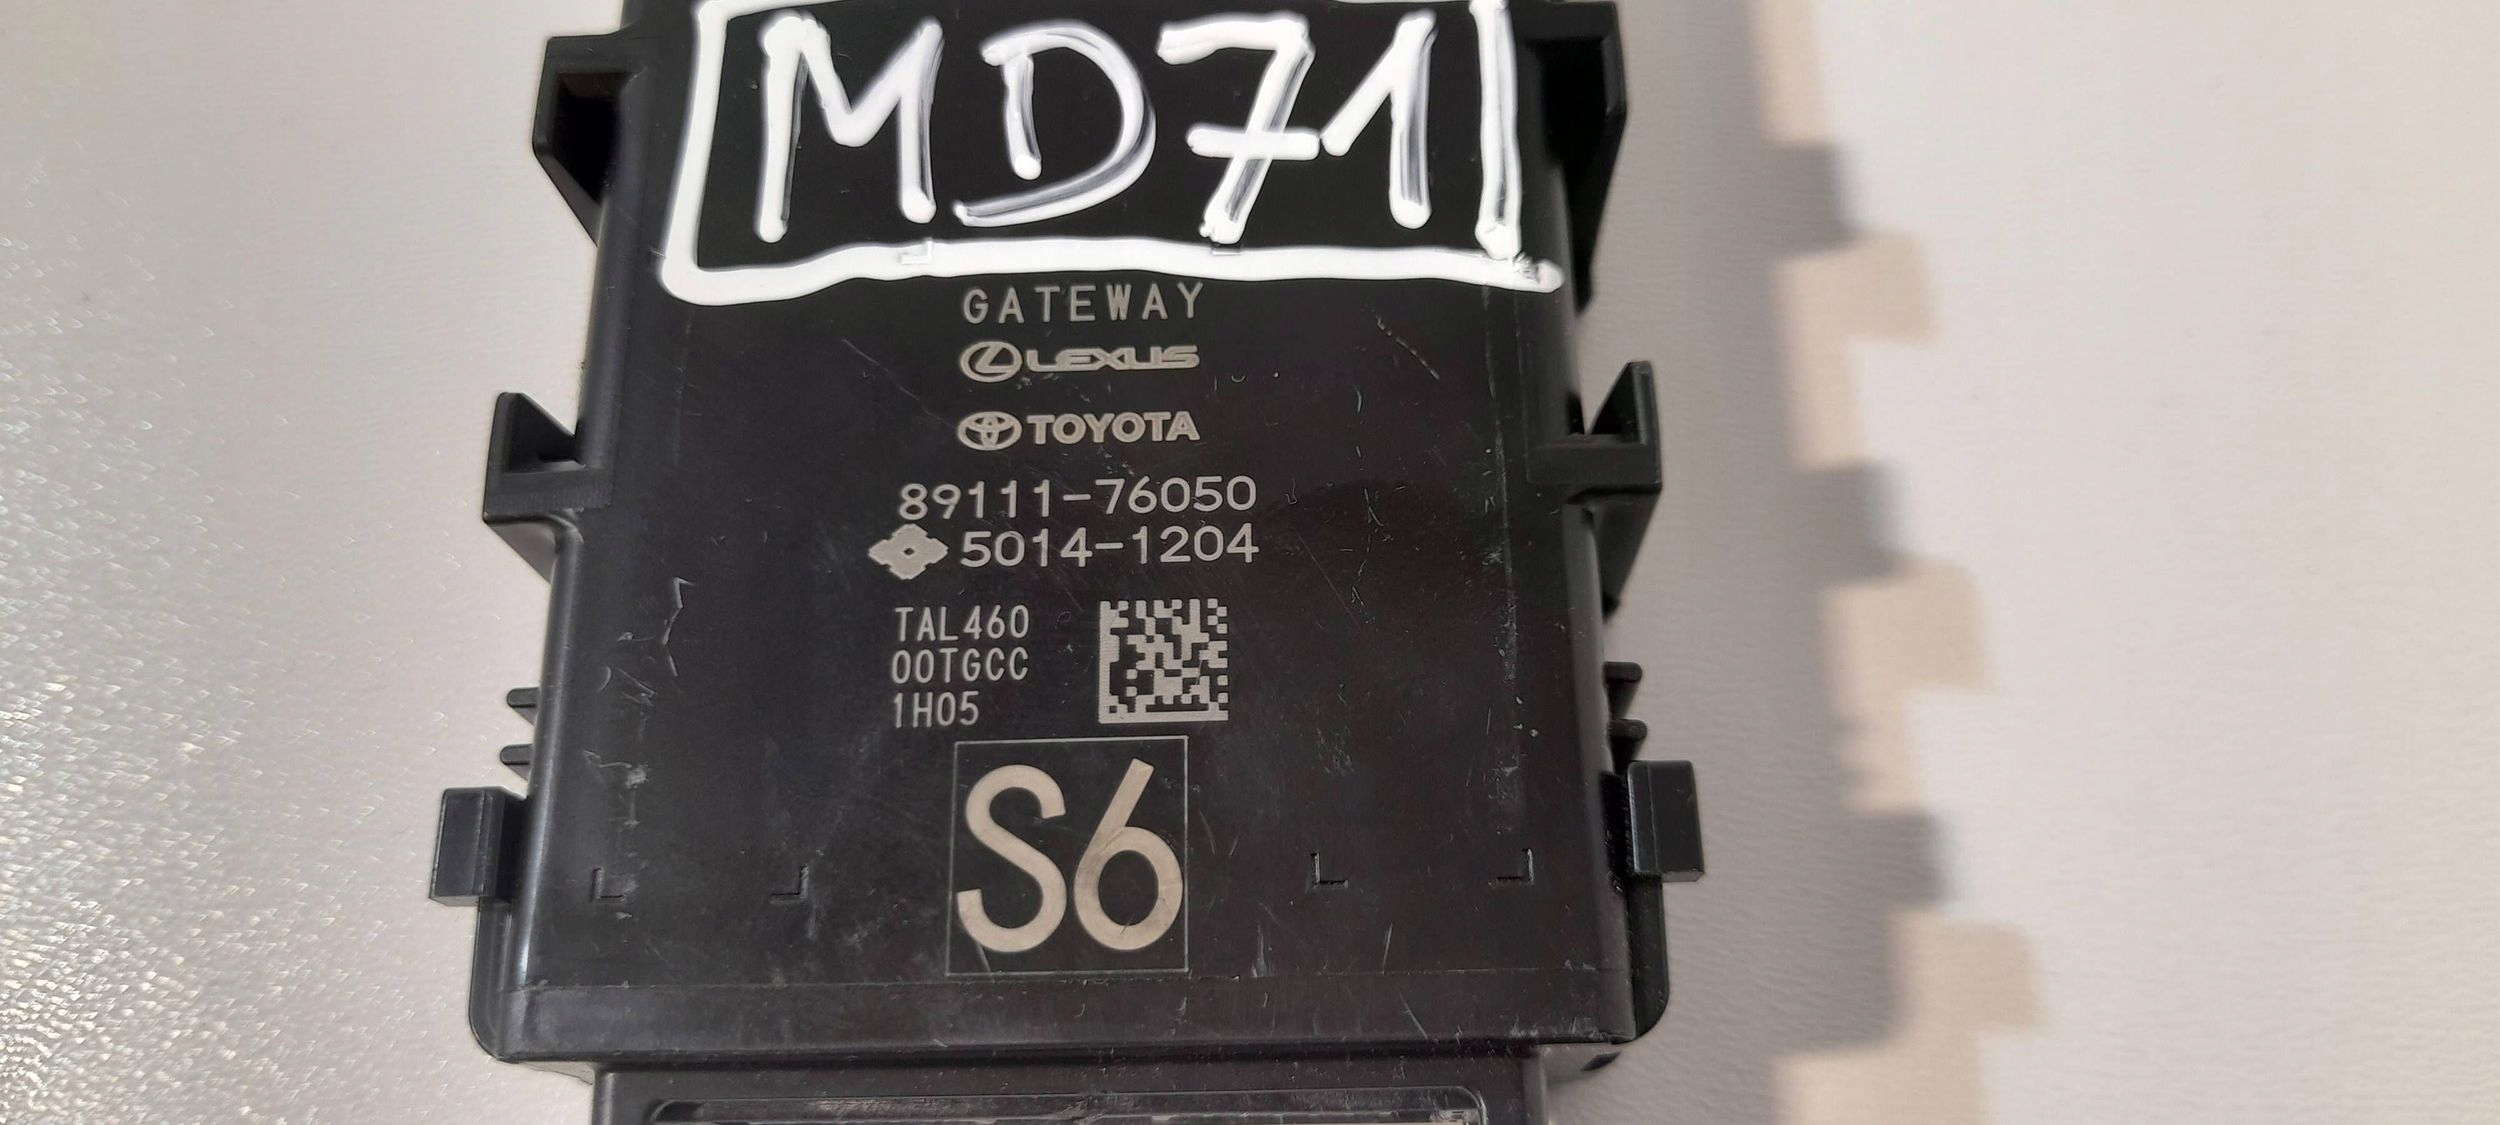 MD71
GATEWAY
LEXUS
TOYOTA
89111-76050
5014-1204
TAL460
00TGCC
1H05
S6